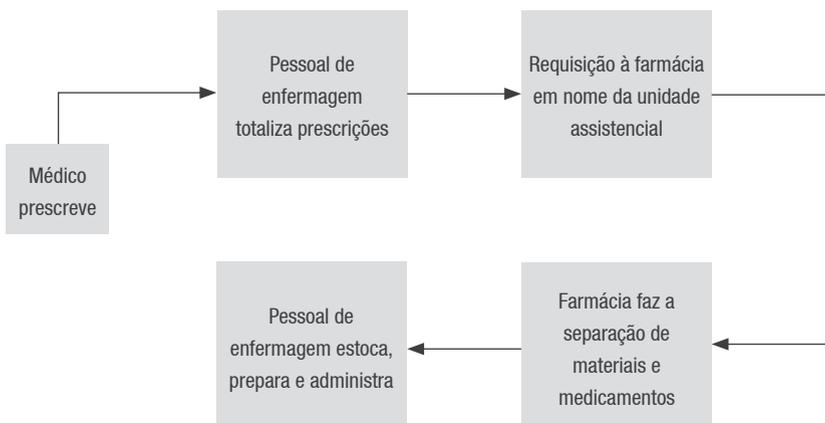 Médico
prescreve
Pessoal de
enfermagem
totaliza prescrições
Requisição à farmácia
em nome da unidade
assistencial
Farmácia faz a
separação de
materiais e
medicamentos
Pessoal de
enfermagem estoca,
prepara e administra